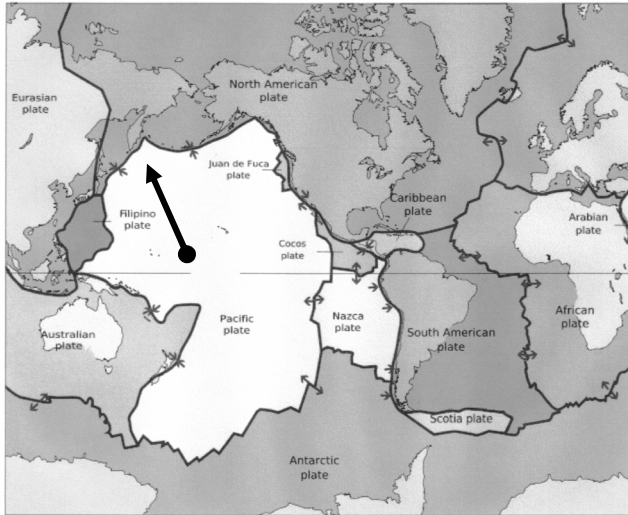 North American
plate
Eurasian
plate
Juan de Fuca
plate
Caribbean
plate
Filipino
plate
Arabian
plate
Cocos
plate
Pacific
plate
Nazca
plate
African
plate
Australian
plate
South American
plate
Scotia plate
Antarctic
plate